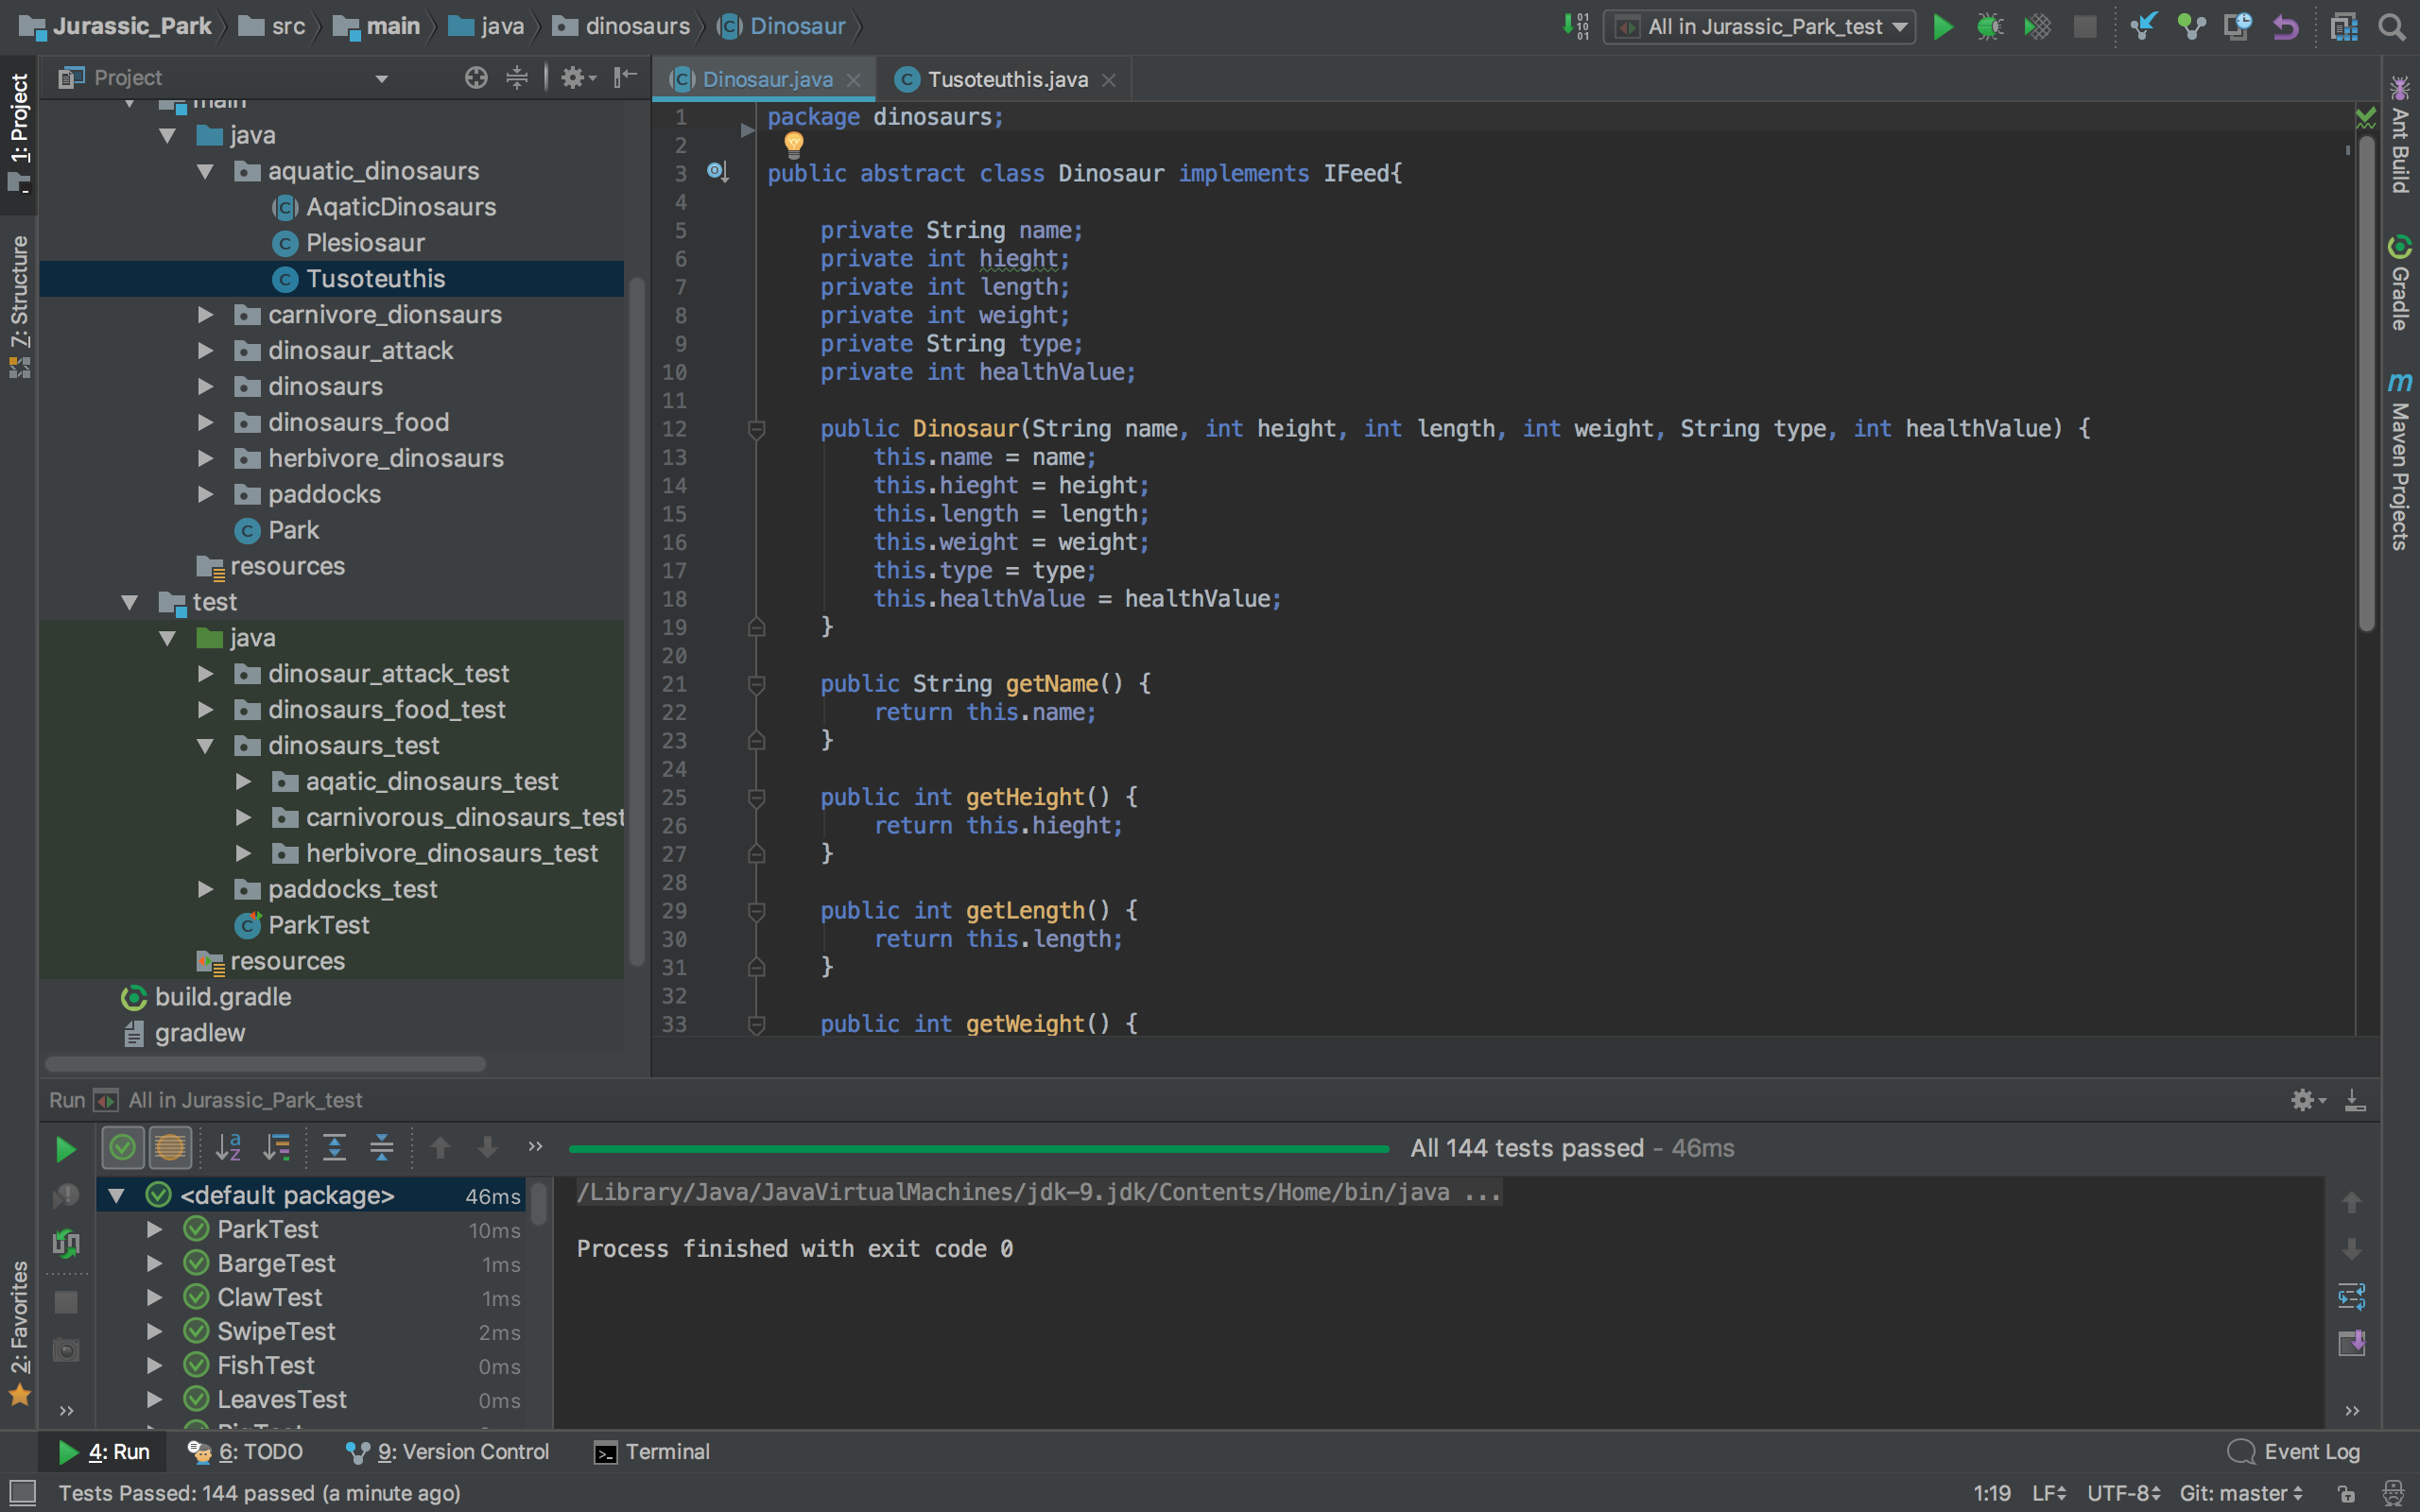 Jurassic_Park src main java dinosaurs Dinosaur
All in Jurassic_Park_test
1: Project
Z: Structure
2: Favorites
Project
main
java
aquatic_dinosaurs
AqaticDinosaurs
Plesiosaur
Tusoteuthis
carnivore_dionsaurs
dinosaur_attack
dinosaurs
dinosaurs_food
herbivore_dinosaurs
paddocks
Park
resources
test
java
dinosaur_attack_test
dinosaurs_food_test
dinosaurs_test
aqatic_dinosaurs_test
carnivorous_dinosaurs_test
herbivore_dinosaurs_test
paddocks_test
ParkTest
resources
build.gradle
gradlew
Dinosaur.java Tusoteuthis.java
1 package dinosaurs;
2
3 public abstract class Dinosaur implements IFeed{
4
5 private String name;
6 private int hieght;
7 private int length;
8 private int weight;
9 private String type;
10 private int healthValue;
11
12 public Dinosaur(String name, int height, int length, int weight, String type, int healthValue) {
13 this.name = name;
14 this.hieght = height;
15 this.length = length;
16 this.weight = weight;
17 this.type = type;
18 this.healthValue = healthValue;
19 }
20
21 public String getName() {
22 return this.name;
23 }
24
25 public int getHeight() {
26 return this.hieght;
27 }
28
29 public int getLength() {
30 return this.length;
31 }
32
33 public int getWeight() {
Ant Build
Gradle
Maven Projects
Run All in Jurassic_Park_test
All 144 tests passed - 46ms
<default package> 46ms
ParkTest 10ms
BargeTest 1ms
ClawTest 1ms
SwipeTest 2ms
FishTest 0ms
LeavesTest 0ms
/Library/Java/JavaVirtualMachines/jdk-9.jdk/Contents/Home/bin/java ...
Process finished with exit code 0
4: Run 6: TODO 9: Version Control Terminal Event Log
Tests Passed: 144 passed (a minute ago) 1:19 LF UTF-8 Git: master